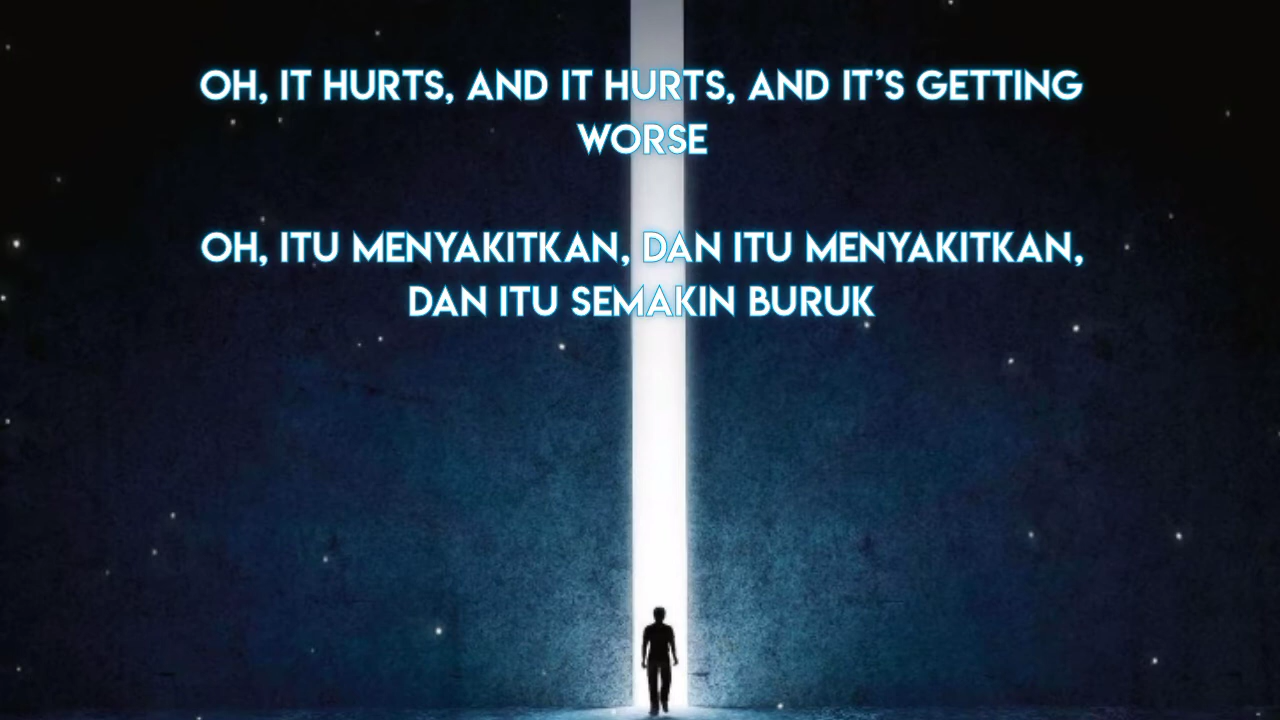 OH, IT HURTS, AND IT HURTS, AND IT’S GETTING
WORSE
OH, ITU MENYAKITKAN, DAN ITU MENYAKITKAN,
DAN ITU SEMAKIN BURUK